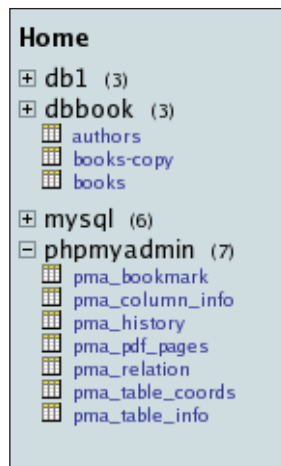 Home
db1 (3)
dbbook (3)
authors
books-copy
books
mysql (6)
phpmyadmin (7)
pma_bookmark
pma_column_info
pma_history
pma_pdf_pages
pma_relation
pma_table_coords
pma_table_info